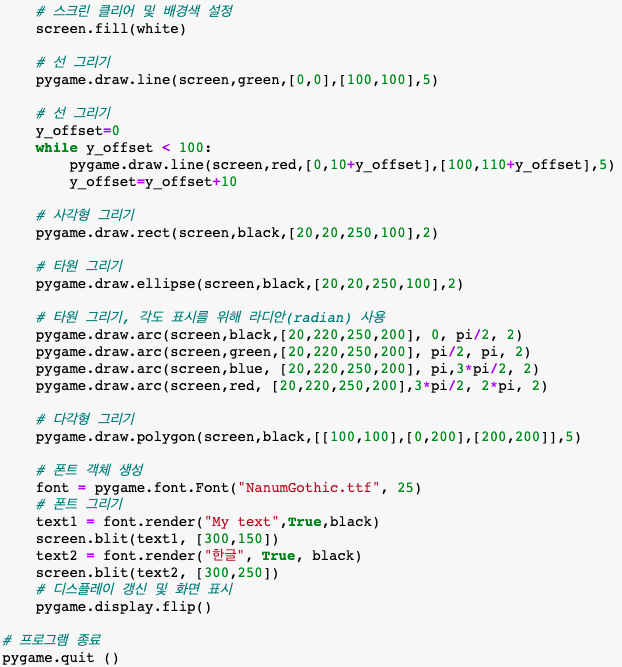 # 스크린 클리어 및 배경색 설정
screen.fill(white)
# 선 그리기
pygame.draw.line(screen,green,[0,0],[100,100],5)
# 선 그리기
y_offset=0
while y_offset < 100:
pygame.draw.line(screen,red,[0,10+y_offset],[100,110+y_offset],5)
y_offset=y_offset+10
# 사각형 그리기
pygame.draw.rect(screen,black,[20,20,250,100],2)
# 타원 그리기
pygame.draw.ellipse(screen,black,[20,20,250,100],2)
# 타원 그리기, 각도 표시를 위해 라디안(radian) 사용
pygame.draw.arc(screen,black,[20,220,250,200], 0, pi/2, 2)
pygame.draw.arc(screen,green,[20,220,250,200], pi/2, pi, 2)
pygame.draw.arc(screen,blue, [20,220,250,200], pi,3*pi/2, 2)
pygame.draw.arc(screen,red, [20,220,250,200],3*pi/2, 2*pi, 2)
# 다각형 그리기
pygame.draw.polygon(screen,black,[[100,100],[0,200],[200,200]],5)
# 폰트 객체 생성
font = pygame.font.Font("NanumGothic.ttf", 25)
# 폰트 그리기
text1 = font.render("My text",True,black)
screen.blit(text1, [300,150])
text2 = font.render("한글", True, black)
screen.blit(text2, [300,250])
# 디스플레이 갱신 및 화면 표시
pygame.display.flip()
# 프로그램 종료
pygame.quit ()